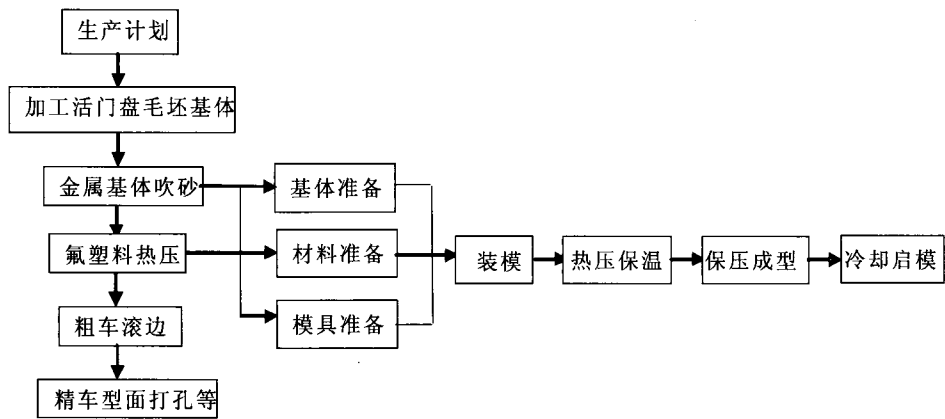 生产计划
加工活门盘毛坯基体
金属基体吹砂
基体准备
氟塑料热压
材料准备
装模
热压保温
保压成型
冷却启模
粗车滚边
模具准备
精车型面打孔等